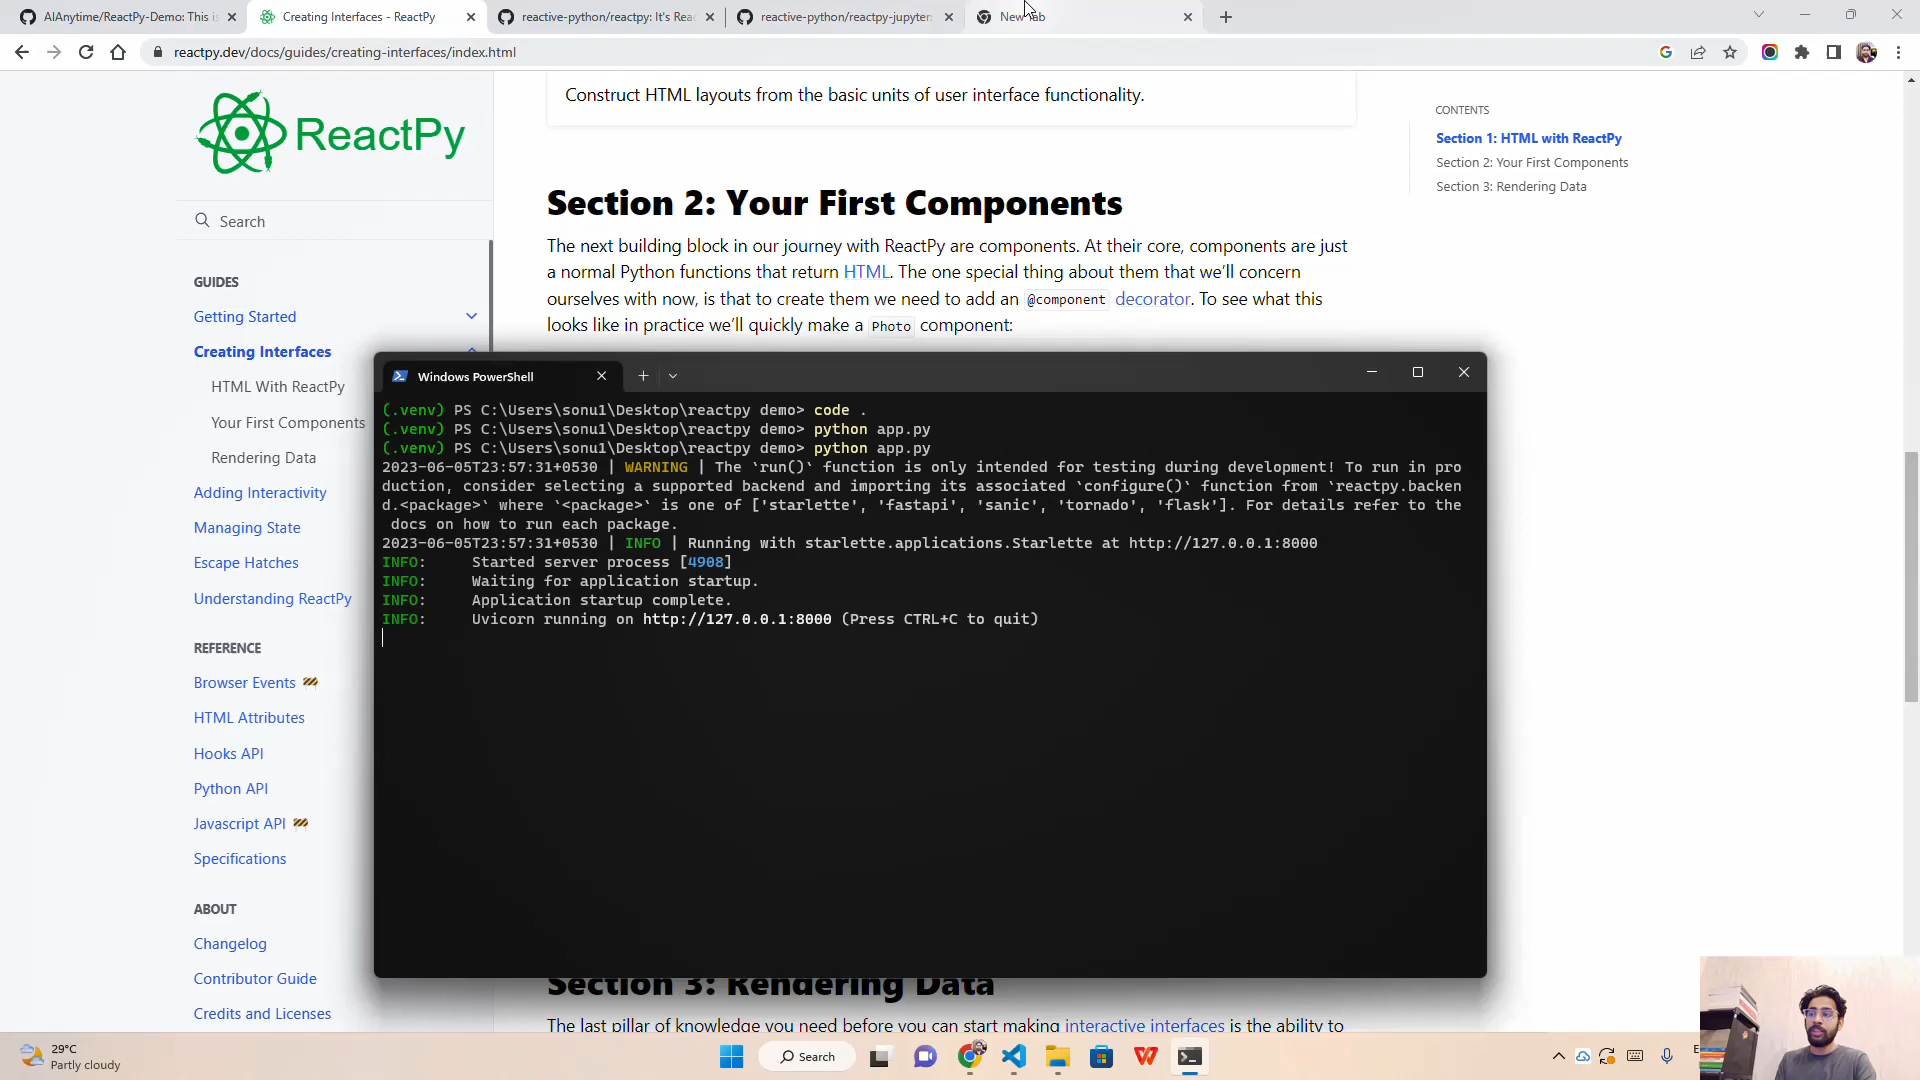 AIAnytime/ReactPy-Demo: This is
Creating Interfaces - ReactPy
reactive-python/reactpy: It's Rea
reactive-python/reactpy-jupyter:
New Tab
reactpy.dev/docs/guides/creating-interfaces/index.html
ReactPy
Search
GUIDES
Getting Started
Creating Interfaces
HTML With ReactPy
Your First Components
Rendering Data
Adding Interactivity
Managing State
Escape Hatches
Understanding ReactPy
REFERENCE
Browser Events 🚧
HTML Attributes
Hooks API
Python API
Javascript API 🚧
Specifications
ABOUT
Changelog
Contributor Guide
Credits and Licenses
Construct HTML layouts from the basic units of user interface functionality.
Section 2: Your First Components
The next building block in our journey with ReactPy are components. At their core, components are just
a normal Python functions that return HTML. The one special thing about them that we'll concern
ourselves with now, is that to create them we need to add an @component decorator. To see what this
looks like in practice we'll quickly make a Photo component:
CONTENTS
Section 1: HTML with ReactPy
Section 2: Your First Components
Section 3: Rendering Data
Windows PowerShell
(.venv) PS C:\Users\sonu1\Desktop\reactpy demo> code .
(.venv) PS C:\Users\sonu1\Desktop\reactpy demo> python app.py
(.venv) PS C:\Users\sonu1\Desktop\reactpy demo> python app.py
2023-06-05T23:57:31+0530 | WARNING | The `run()` function is only intended for testing during development! To run in pro
duction, consider selecting a supported backend and importing its associated `configure()` function from `reactpy.backen
d.<package>` where `<package>` is one of ['starlette', 'fastapi', 'sanic', 'tornado', 'flask']. For details refer to the
docs on how to run each package.
2023-06-05T23:57:31+0530 | INFO | Running with starlette.applications.Starlette at http://127.0.0.1:8000
INFO: Started server process [4908]
INFO: Waiting for application startup.
INFO: Application startup complete.
INFO: Uvicorn running on http://127.0.0.1:8000 (Press CTRL+C to quit)
Section 3: Rendering Data
The last pillar of knowledge you need before you can start making interactive interfaces is the ability to
29°C
Partly cloudy
Search